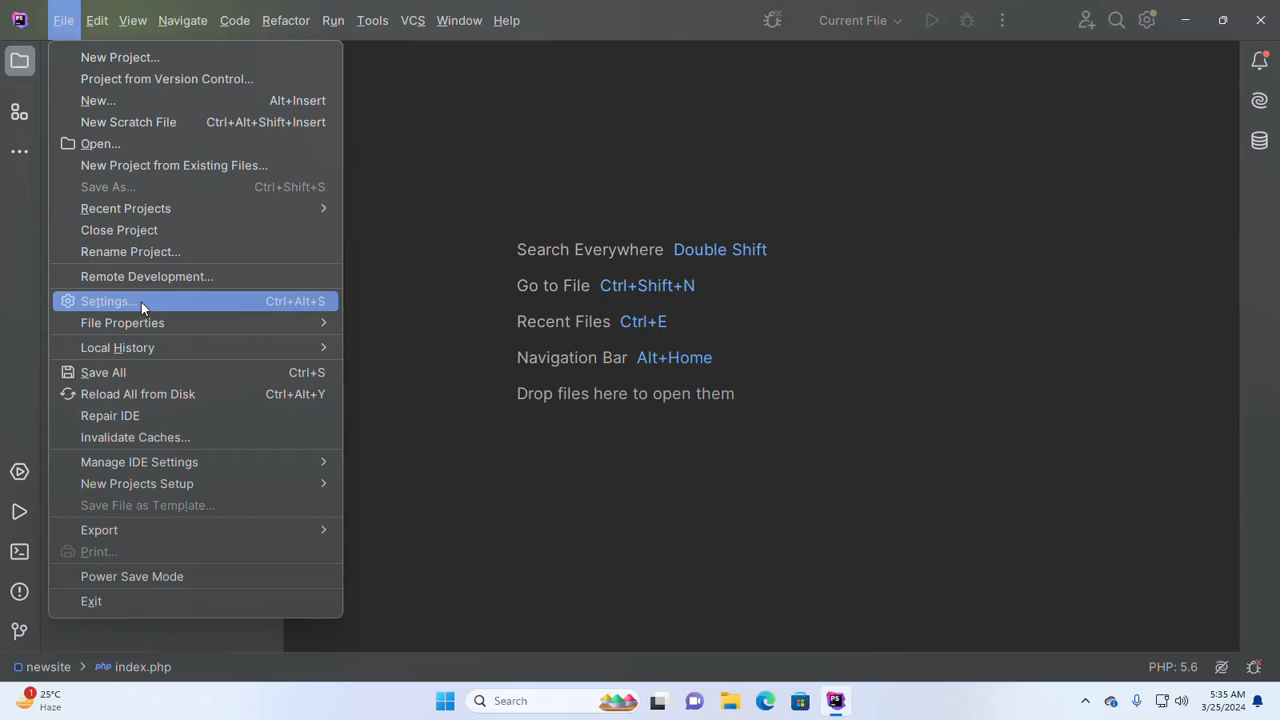 PS File Edit View Navigate Code Refactor Run Tools VCS Window Help Current File
New Project...
Project from Version Control...
New... Alt+Insert
New Scratch File Ctrl+Alt+Shift+Insert
Open...
New Project from Existing Files...
Save As... Ctrl+Shift+S
Recent Projects
Close Project
Rename Project...
Remote Development...
Settings... Ctrl+Alt+S
File Properties
Local History
Save All Ctrl+S
Reload All from Disk Ctrl+Alt+Y
Repair IDE
Invalidate Caches...
Manage IDE Settings
New Projects Setup
Save File as Template...
Export
Print...
Power Save Mode
Exit
Search Everywhere Double Shift
Go to File Ctrl+Shift+N
Recent Files Ctrl+E
Navigation Bar Alt+Home
Drop files here to open them
newsite php index.php PHP: 5.6
1 25°C
Haze
Search
PS
5:35 AM
3/25/2024